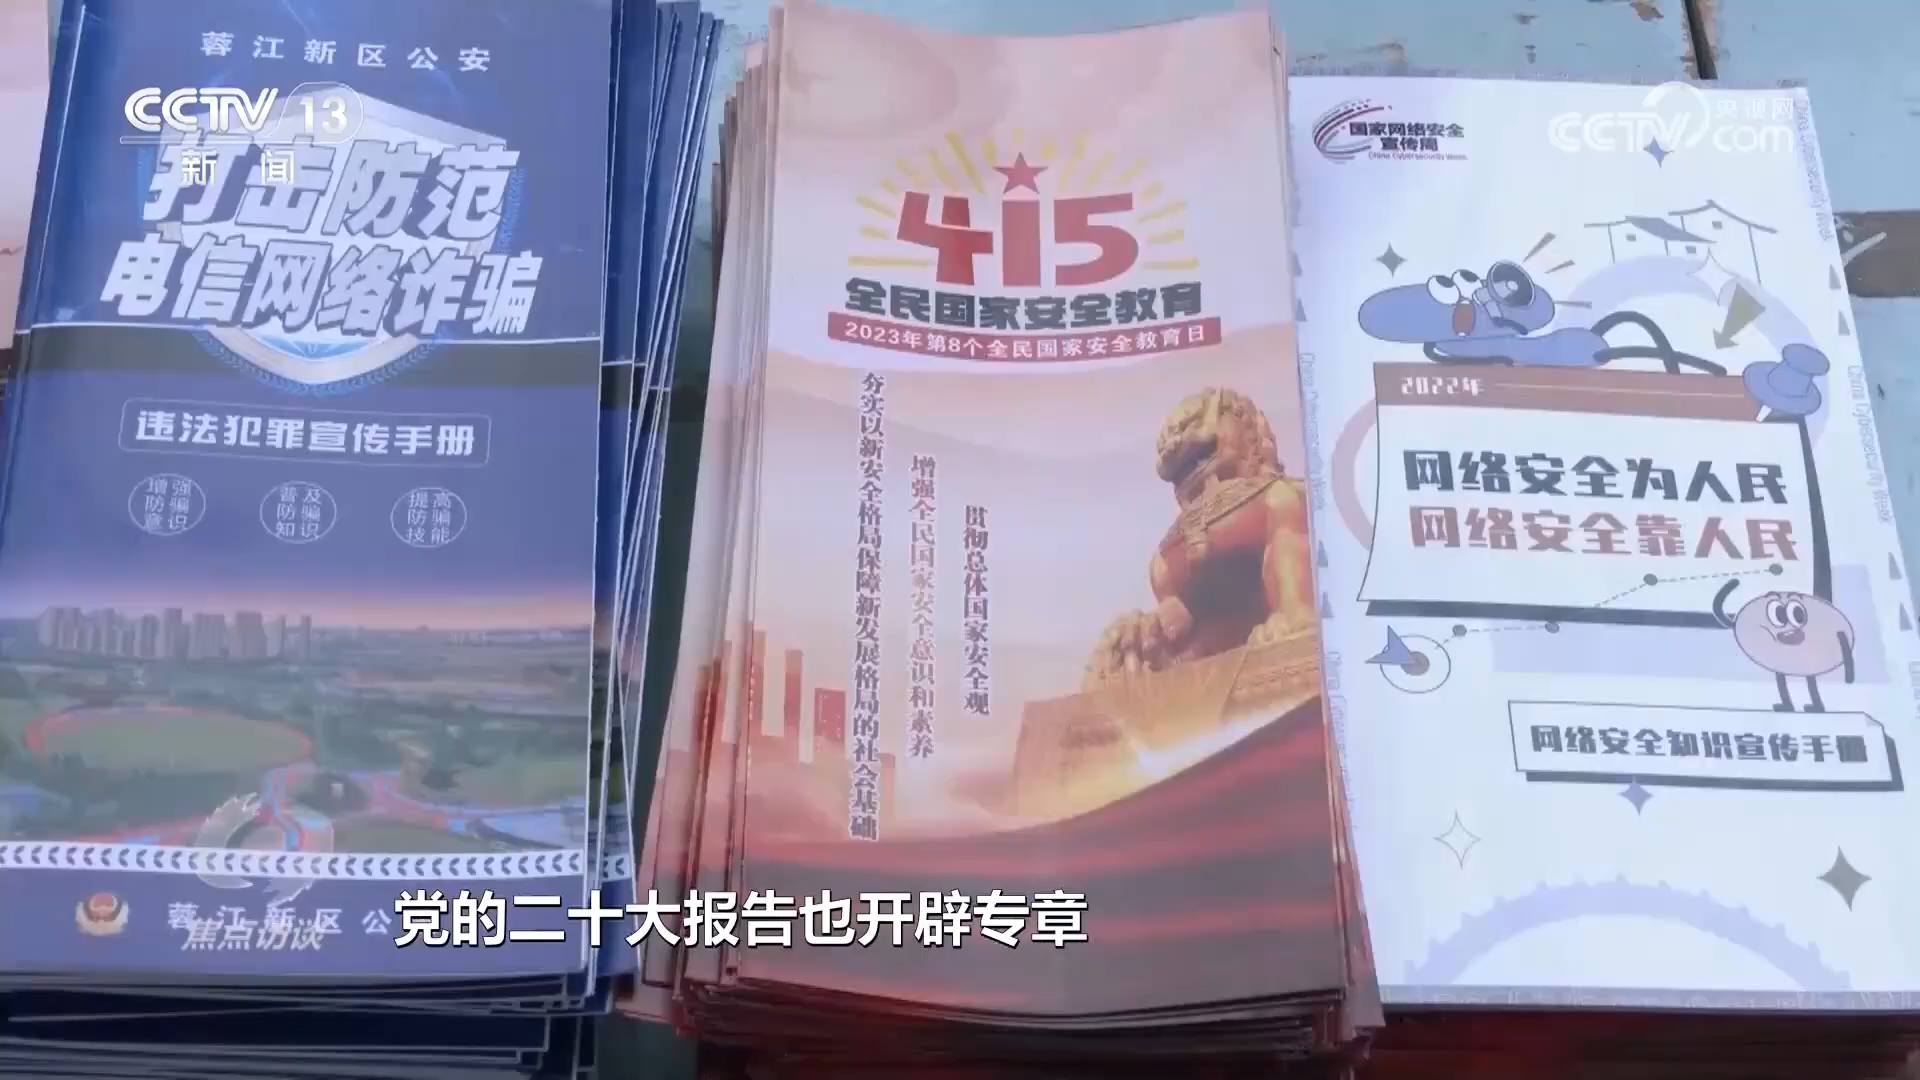 蓉江新区公安
CCTV 13
新闻
打击防范
电信网络诈骗
违法犯罪宣传手册
增强
防骗
意识
普及
防骗
知识
提高
防骗
技能
蓉江新区公
焦点访谈
415
全民国家安全教育
2023年第8个全民国家安全教育日
贯彻总体国家安全观
增强全民国家安全意识和素养
夯实以新安全格局保障新发展格局的社会基础
国家网络安全
宣传周
China Cybersecurity Week
CCTV.com 央视网
2022年
网络安全为人民
网络安全靠人民
网络安全知识宣传手册
党的二十大报告也开辟专章